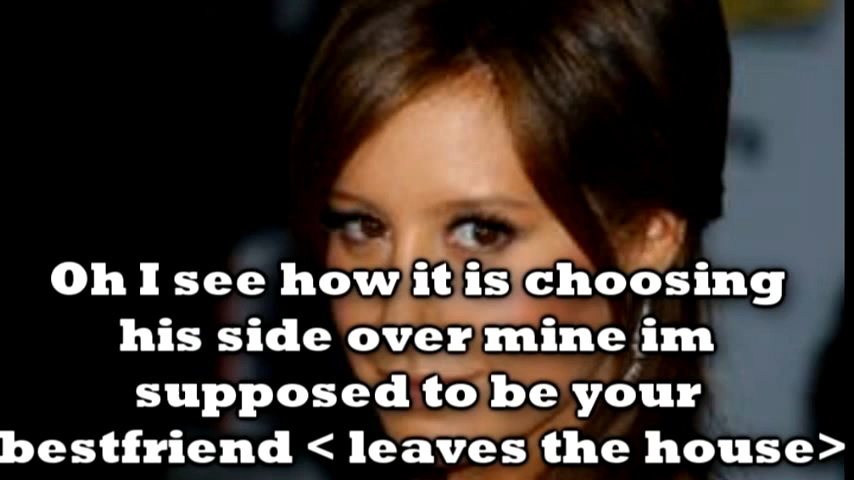 Oh I see how it is choosing
his side over mine im
supposed to be your
bestfriend < leaves the house>